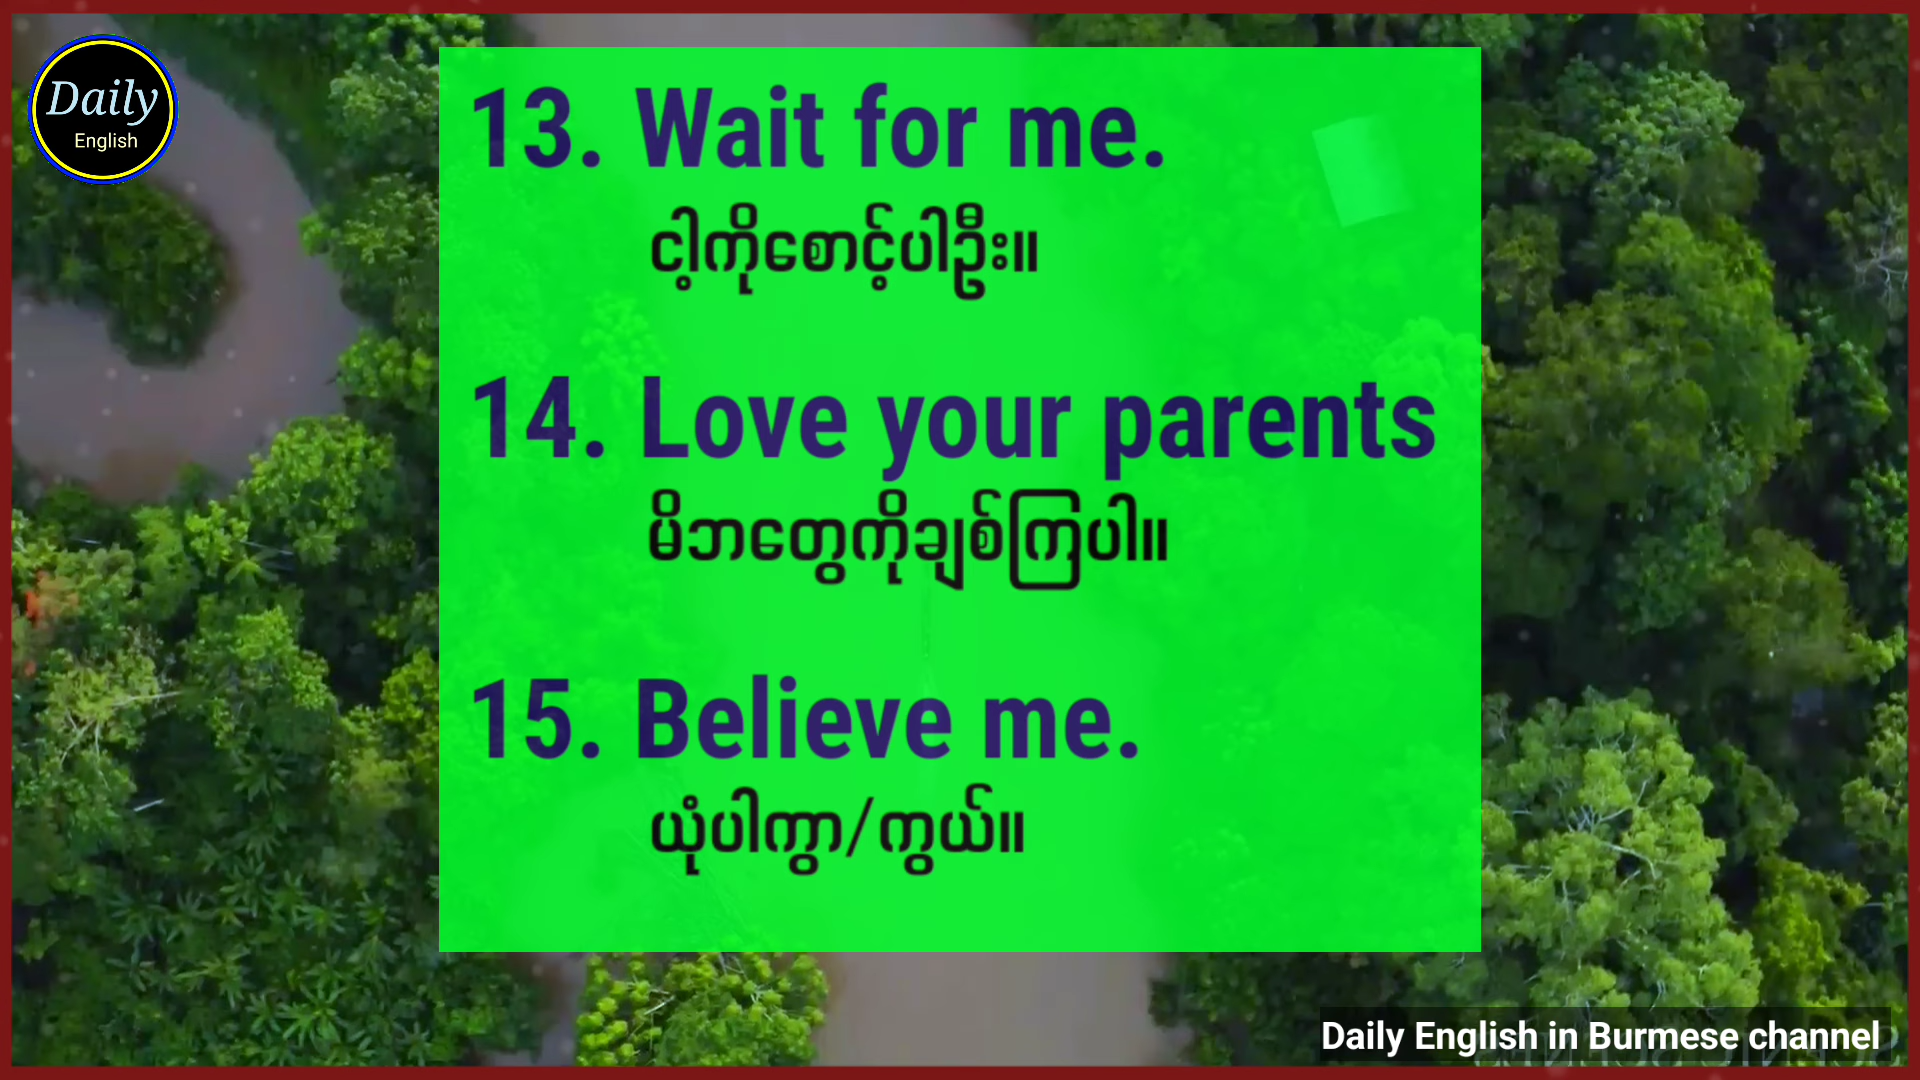 Daily
English
13. Wait for me.
ငါ့ကိုစောင့်ပါဦး။
14. Love your parents
မိဘတွေကိုချစ်ကြပါ။
15. Believe me.
ယုံပါကွာ/ကွယ်။
Daily English in Burmese channel